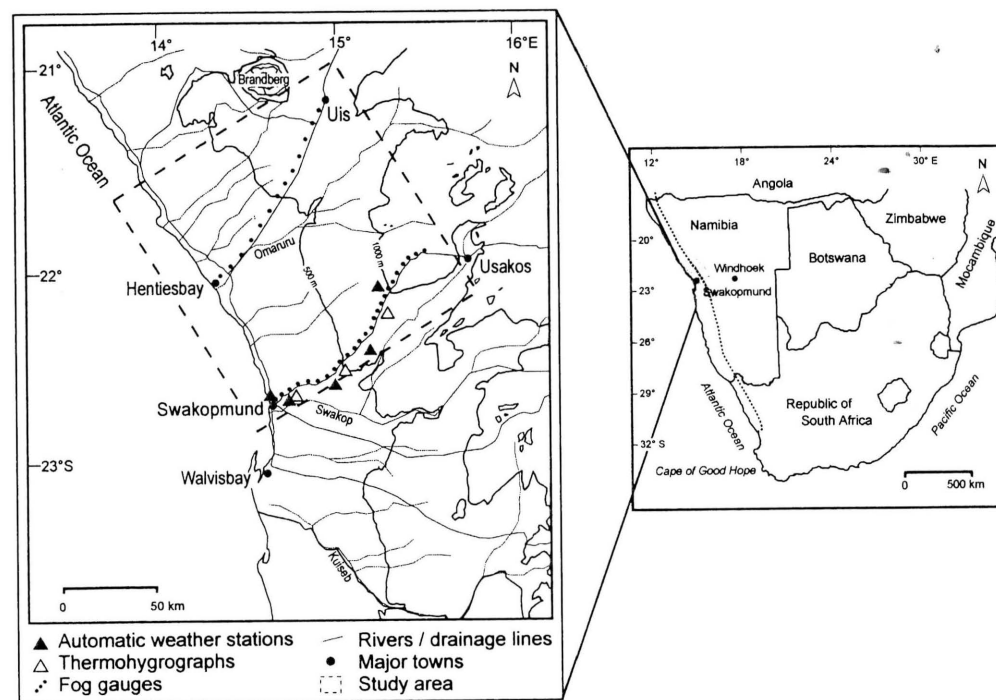 14°
15°
16°E
21°
22°
23°S
N
Brandberg
Uis
Atlantic Ocean
Omaruru
500 m
1000 m
Usakos
Hentiesbay
Swakopmund
Swakop
Walvisbay
Kuiseb
0 50 km
Automatic weather stations
Thermohygrographs
Fog gauges
Rivers / drainage lines
Major towns
Study area
12° 18° 24° 30° E
N
Angola
Namibia
Zimbabwe
Mocambique
Botswana
Windhoek
Swakopmund
20°
23°
26°
29°
32° S
Atlantic Ocean
Republic of
South Africa
Pacific Ocean
Cape of Good Hope
0 500 km